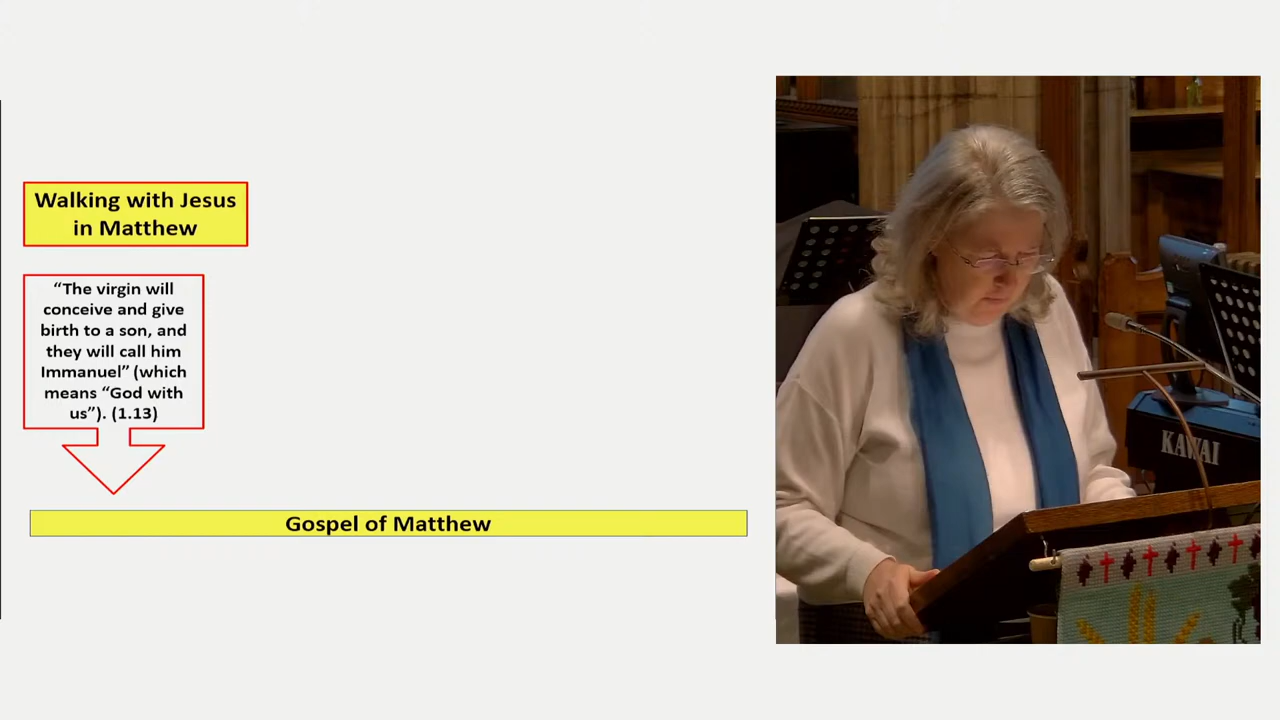 Walking with Jesus
in Matthew
“The virgin will
conceive and give
birth to a son, and
they will call him
Immanuel” (which
means “God with
us”). (1.13)
Gospel of Matthew
KAWAI